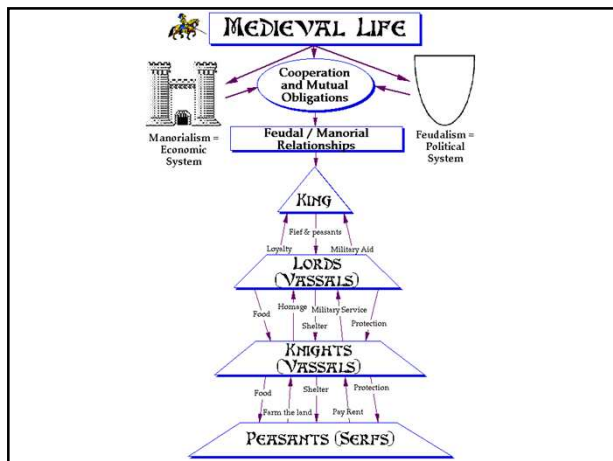 MEDIEVAL LIFE
Cooperation
and Mutual
Obligations
Manorialism =
Economic
System
Feudalism =
Political
System
Feudal / Manorial
Relationships
KING
Fief & peasants
Loyalty
Military Aid
LORDS
(VASSALS)
Food
Homage
Shelter
Military Service
Protection
KNIGHTS
(VASSALS)
Food
Farm the land
Shelter
Pay Rent
Protection
PEASANTS (SERFS)